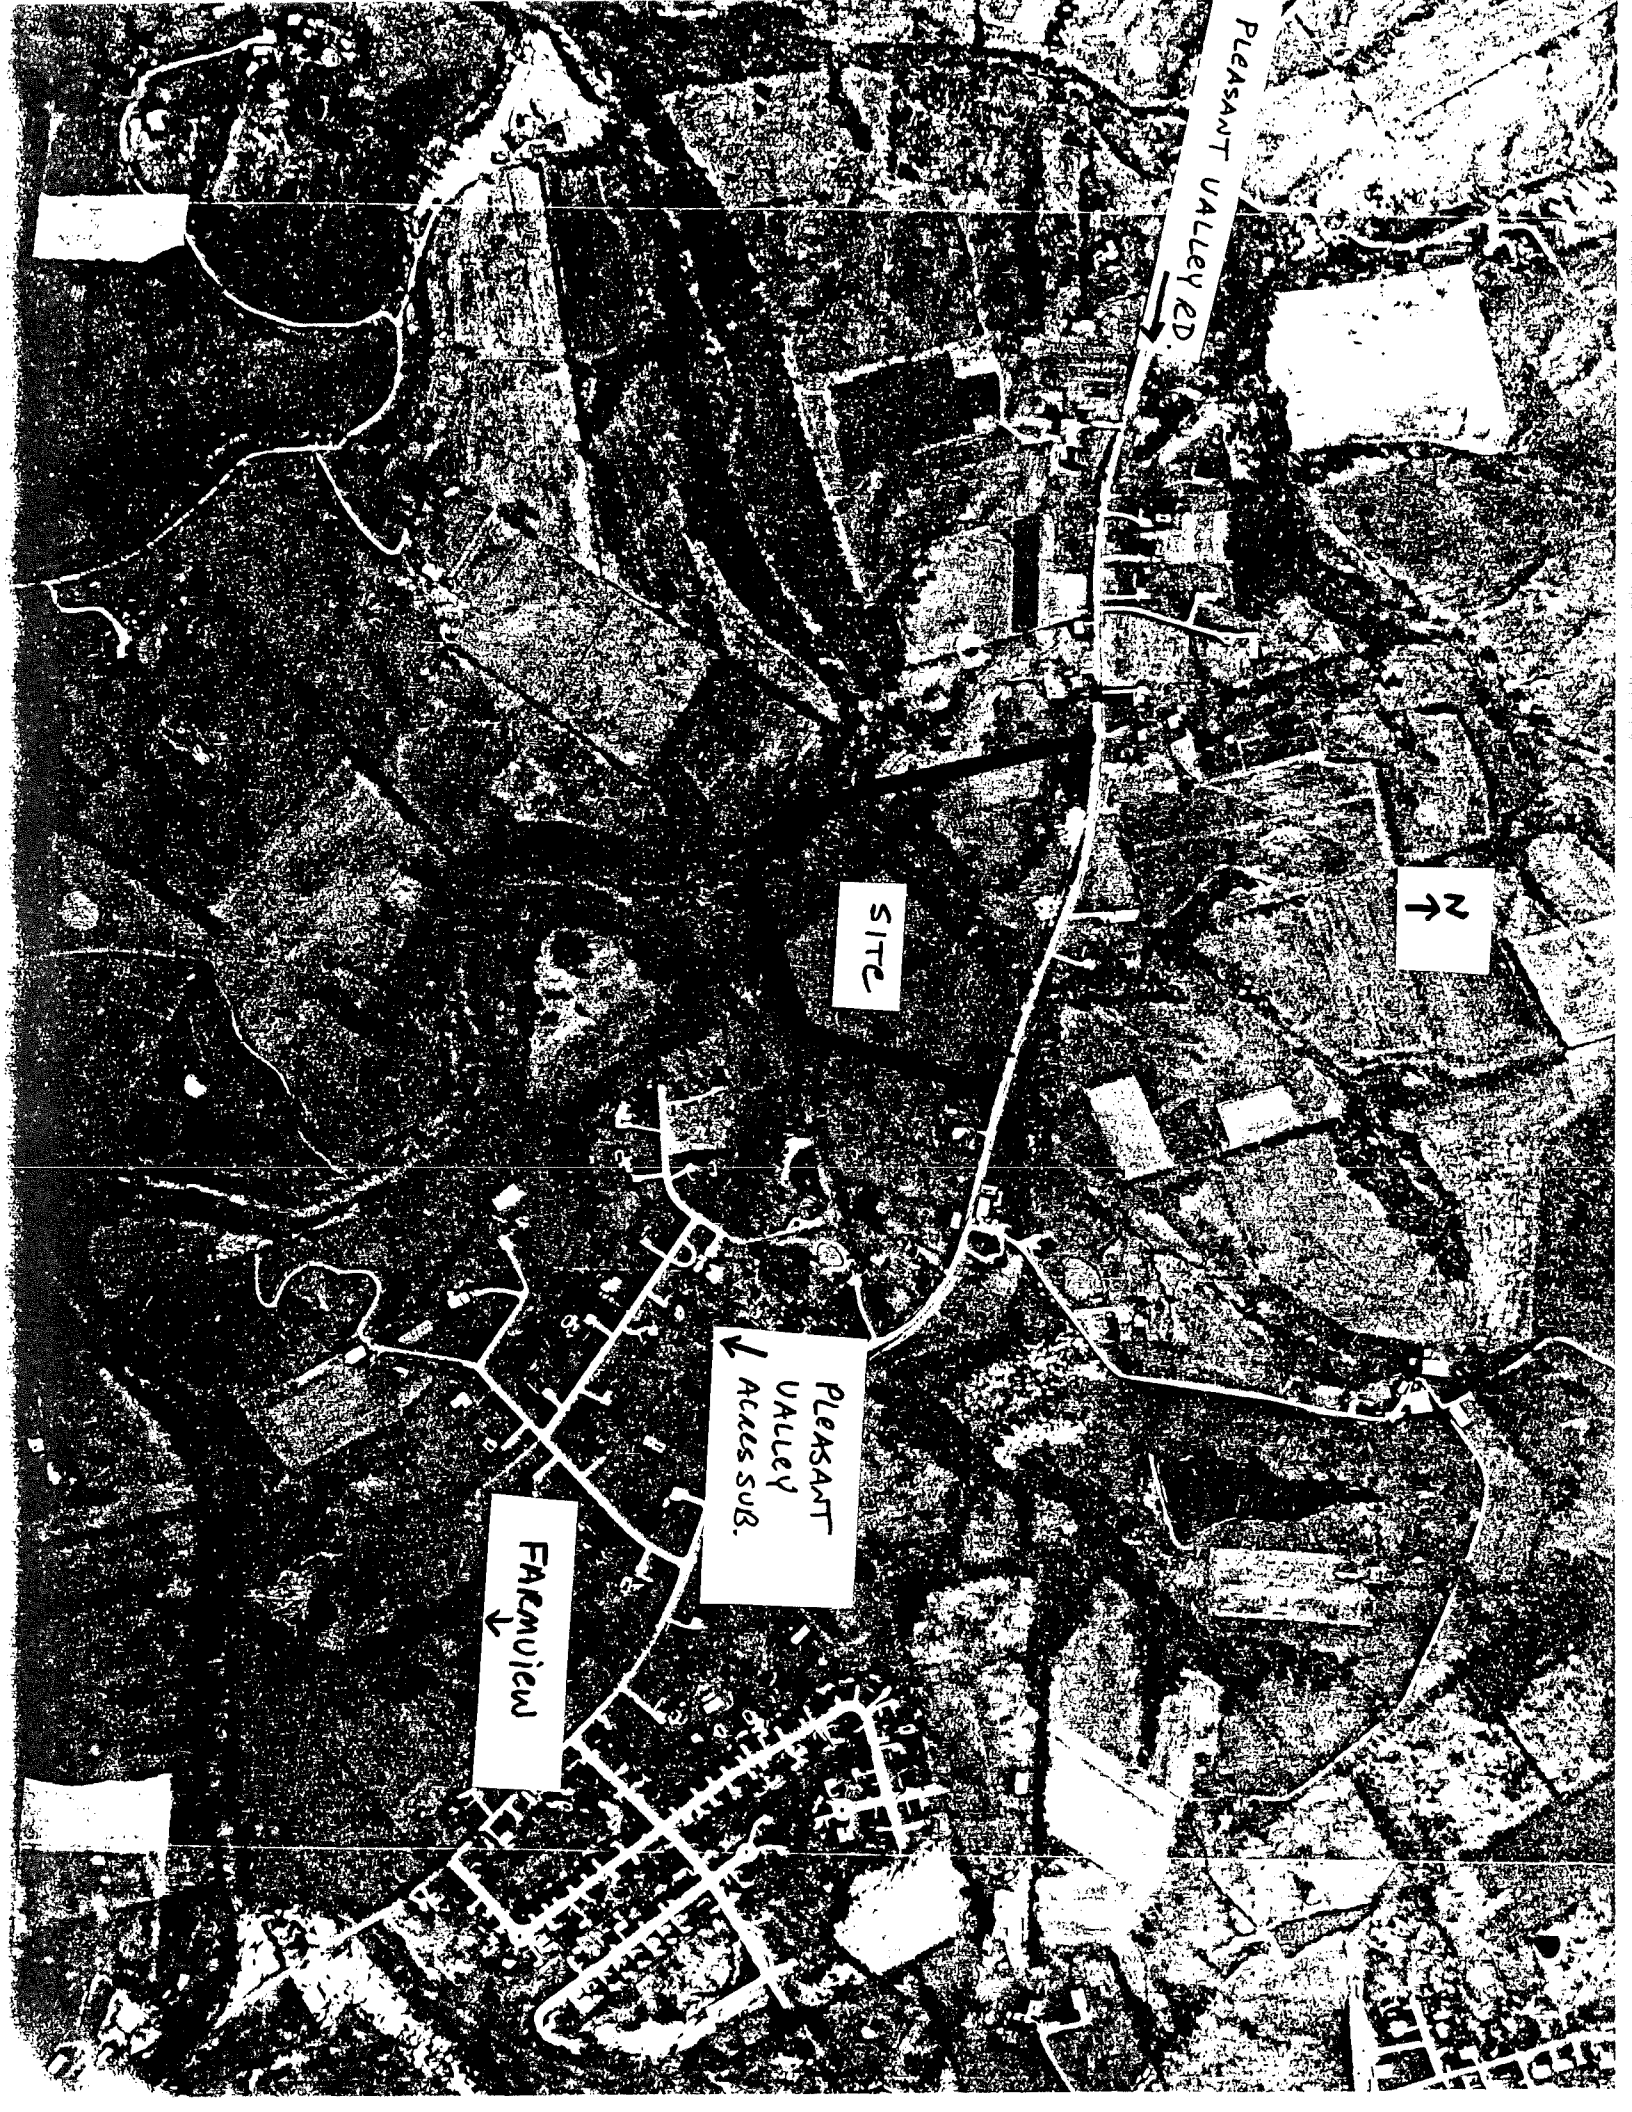 PLEASANT VALLEY RD.
N
SITE
PLEASANT
VALLEY
ACRES SUB.
FARMVIEW